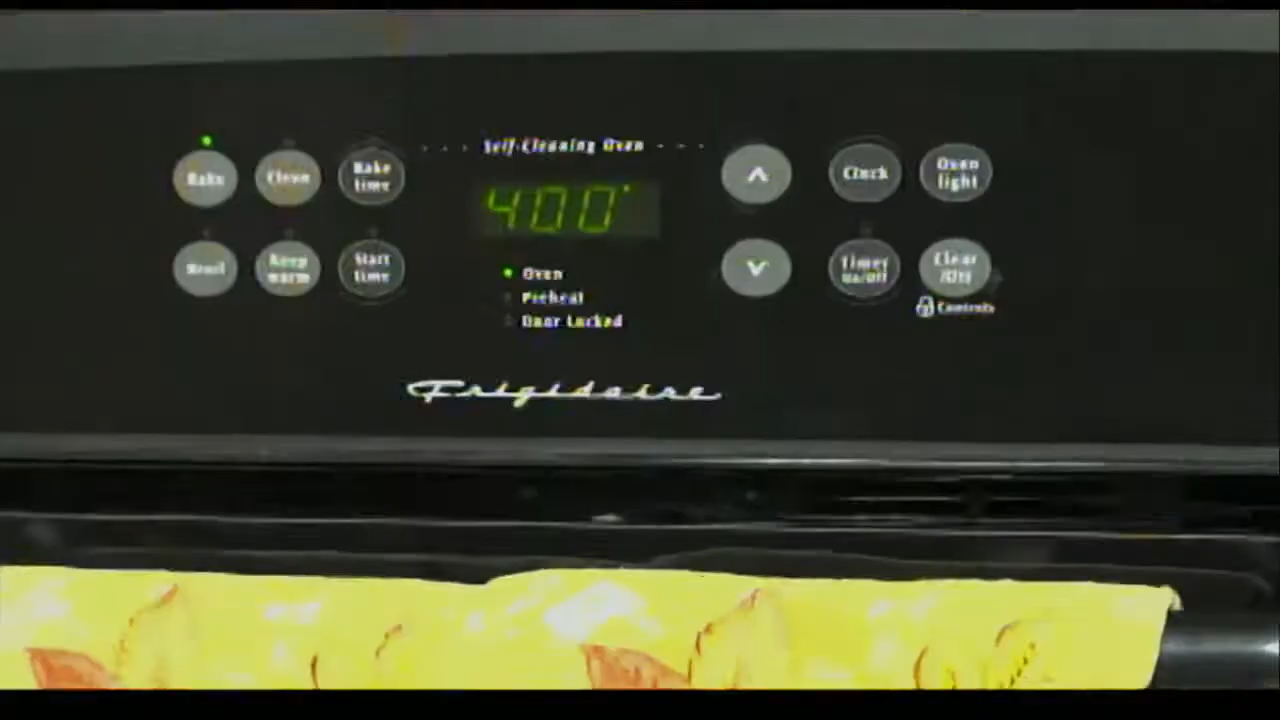 Self-Cleaning Oven
Bake
Clean
Bake
time
400°
Clock
Oven
light
Broil
Keep
warm
Start
time
Oven
Preheat
Door Locked
Timer
on/off
Clear
/Off
Controls
Frigidaire